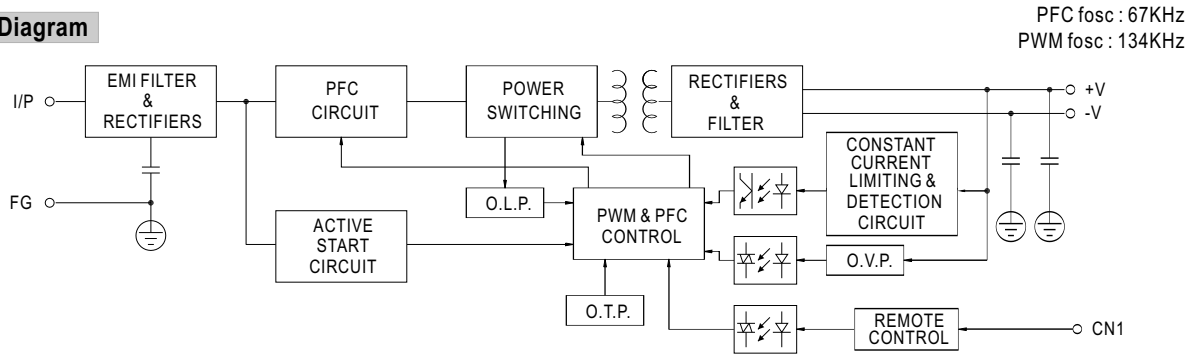 Diagram
PFC fosc : 67KHz
PWM fosc : 134KHz
I/P
EMI FILTER
&
RECTIFIERS
PFC
CIRCUIT
POWER
SWITCHING
RECTIFIERS
&
FILTER
+V
-V
FG
ACTIVE
START
CIRCUIT
O.L.P.
PWM & PFC
CONTROL
O.T.P.
CONSTANT
CURRENT
LIMITING &
DETECTION
CIRCUIT
O.V.P.
REMOTE
CONTROL
CN1